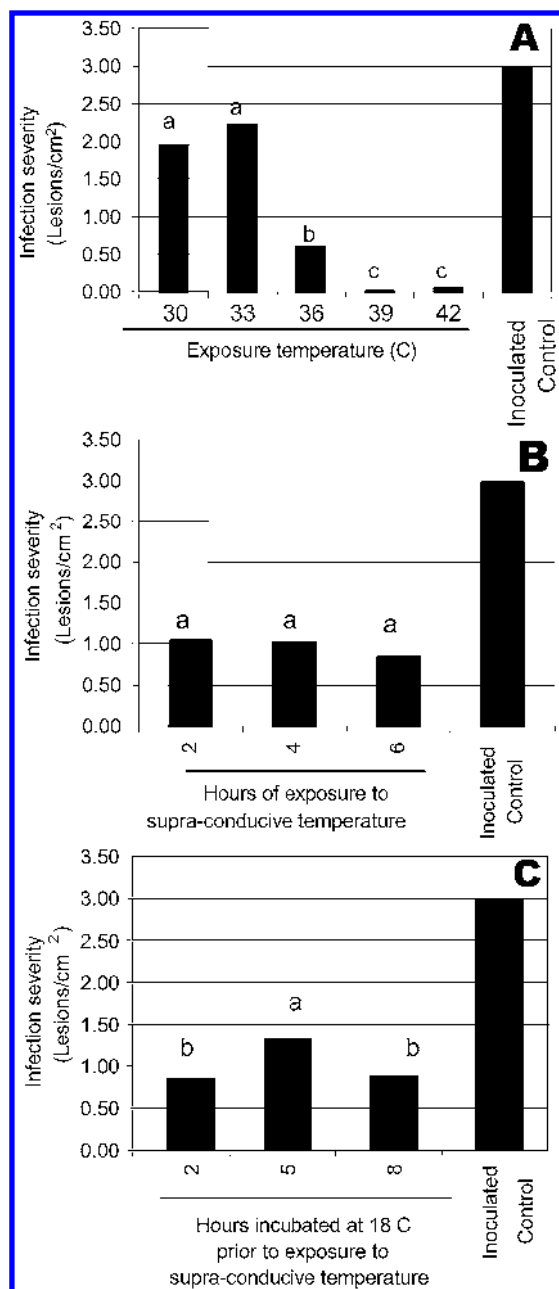 A
3.50
3.00
2.50
2.00
1.50
1.00
0.50
0.00
Infection severity
(Lesions/cm²)
a
a
b
c
c
30 33 36 39 42
Exposure temperature (C)
Inoculated
Control
B
3.50
3.00
2.50
2.00
1.50
1.00
0.50
0.00
Infection severity
(Lesions/cm²)
a a a
2 4 6
Hours of exposure to
supra-conducive temperature
Inoculated
Control
C
3.50
3.00
2.50
2.00
1.50
1.00
0.50
0.00
Infection severity
(Lesions/cm²)
b a b
2 5 8
Hours incubated at 18 C
prior to exposure to
supra-conducive temperature
Inoculated
Control